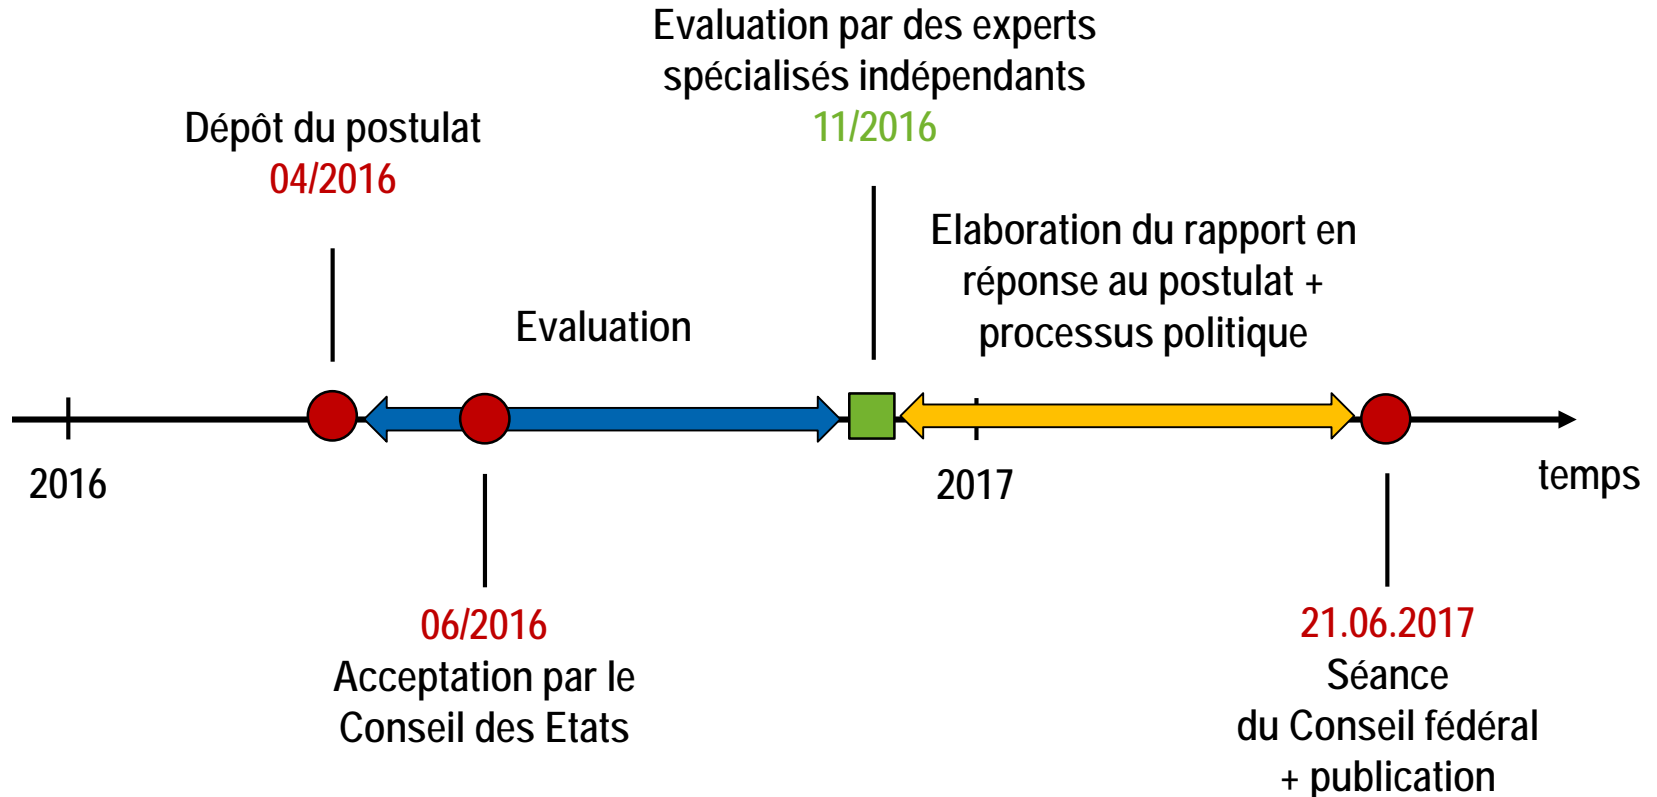 Evaluation par des experts
spécialisés indépendants
11/2016
Dépôt du postulat
04/2016
Elaboration du rapport en
réponse au postulat +
processus politique
Evaluation
2016
2017
temps
06/2016
Acceptation par le
Conseil des Etats
21.06.2017
Séance
du Conseil fédéral
+ publication